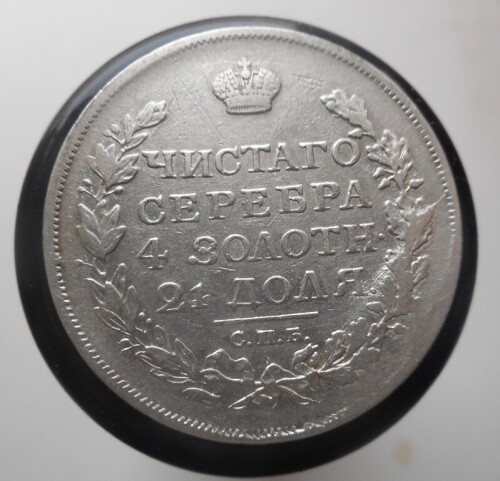 ЧИСТАГО
СЕРЕБРА
4 ЗОЛОТН.
21 ДОЛЯ
С.П.Б.